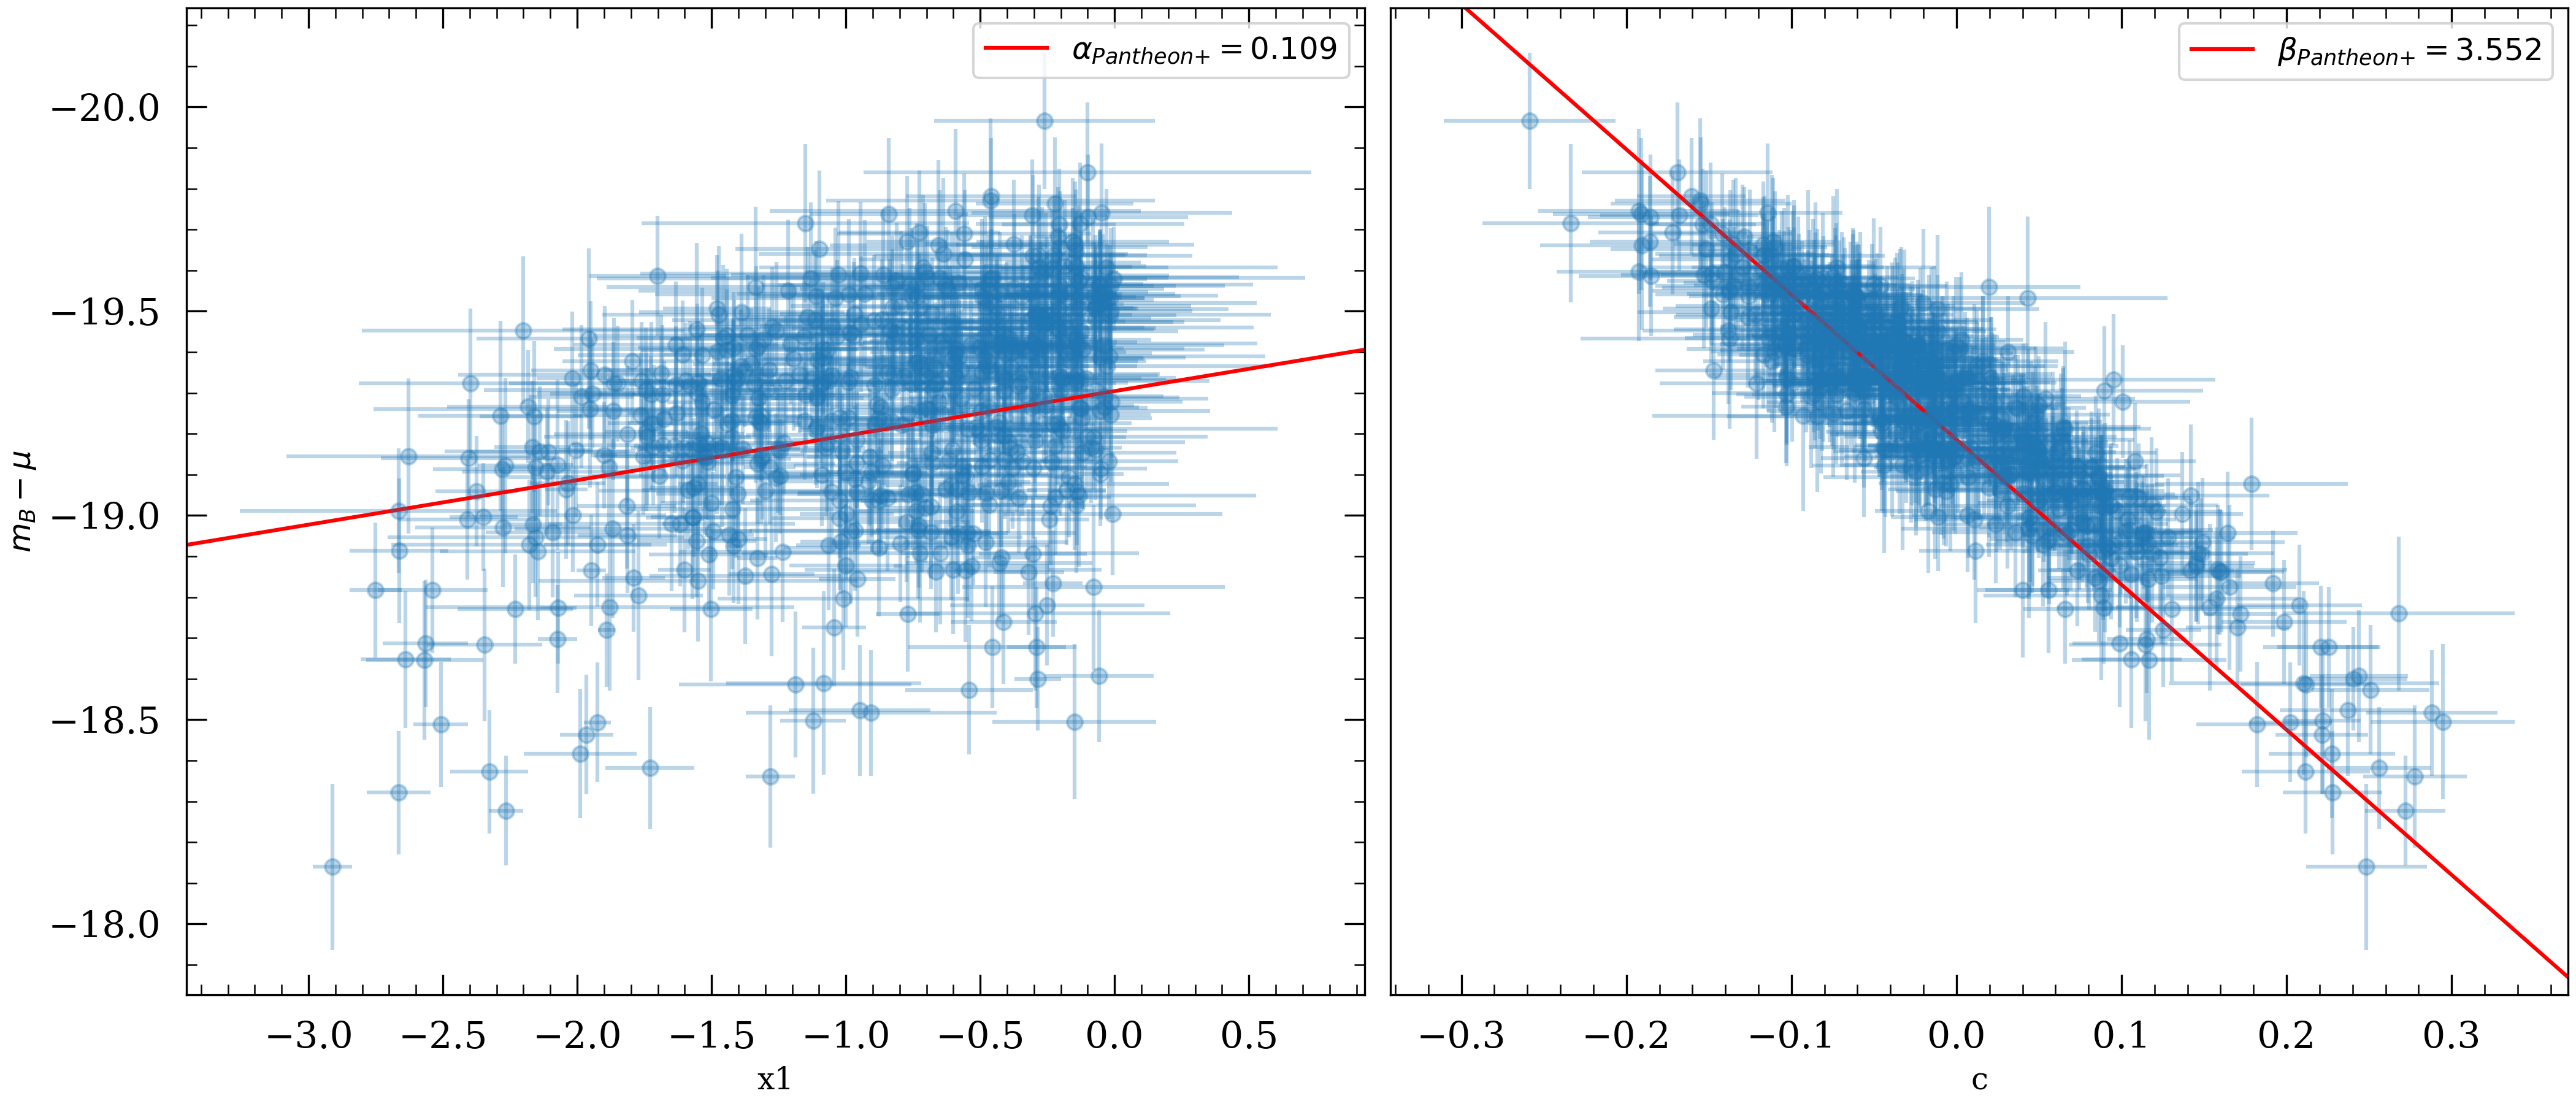 α_Pantheon+ = 0.109
β_Pantheon+ = 3.552
−20.0
−19.5
−19.0
−18.5
−18.0
m_B − μ
−3.0 −2.5 −2.0 −1.5 −1.0 −0.5 0.0 0.5
−0.3 −0.2 −0.1 0.0 0.1 0.2 0.3
x1
c